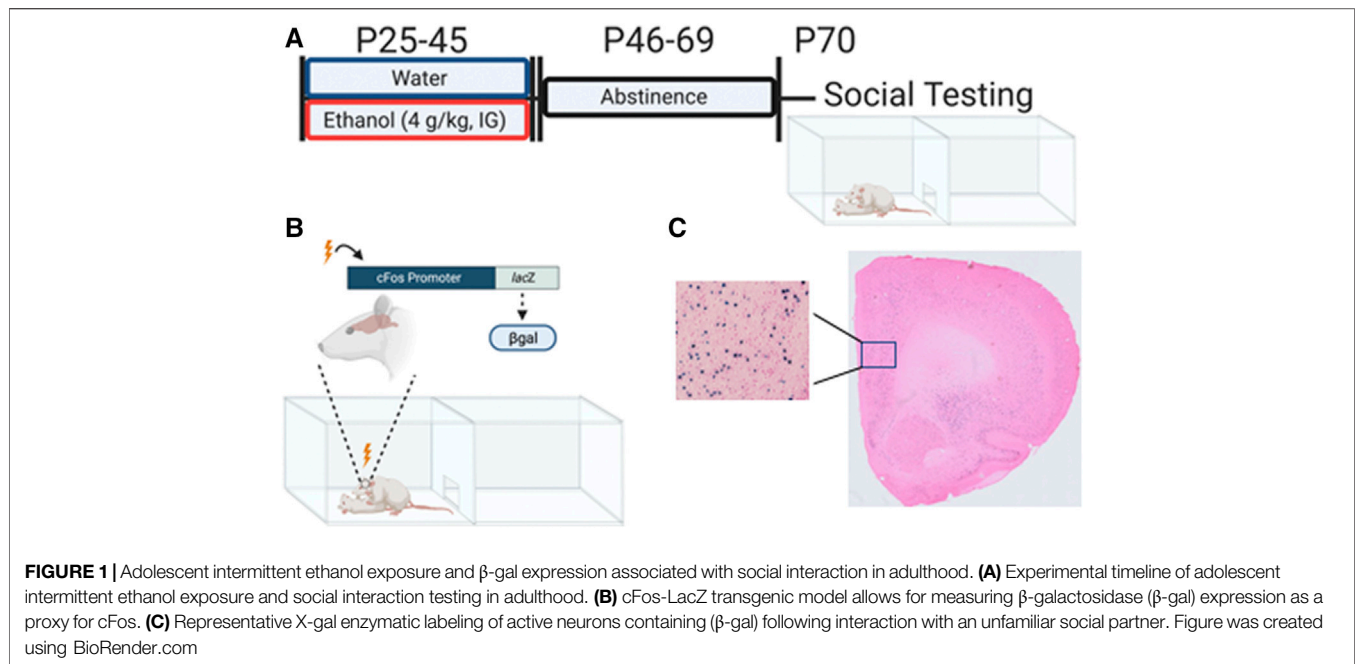 A
P25-45
P46-69
P70
Water
Ethanol (4 g/kg, IG)
Abstinence
Social Testing
B
cFos Promoter
lacZ
βgal
C
FIGURE 1 | Adolescent intermittent ethanol exposure and β-gal expression associated with social interaction in adulthood. (A) Experimental timeline of adolescent
intermittent ethanol exposure and social interaction testing in adulthood. (B) cFos-LacZ transgenic model allows for measuring β-galactosidase (β-gal) expression as a
proxy for cFos. (C) Representative X-gal enzymatic labeling of active neurons containing (β-gal) following interaction with an unfamiliar social partner. Figure was created
using BioRender.com